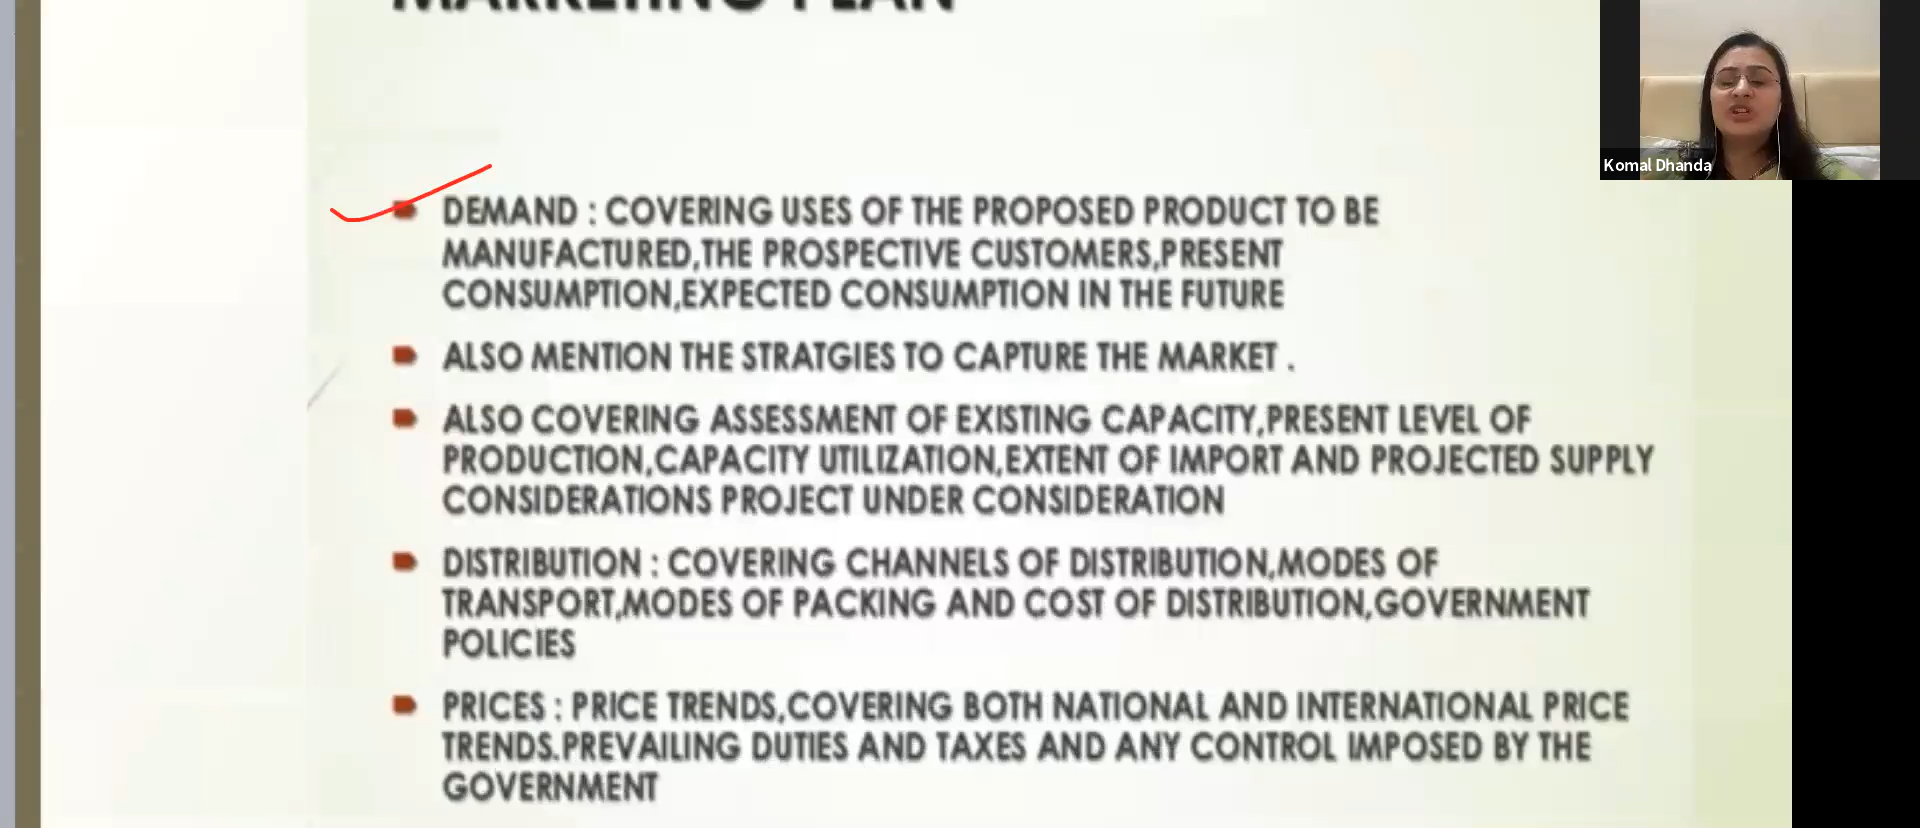 MARKETING PLAN
Komal Dhanda
DEMAND : COVERING USES OF THE PROPOSED PRODUCT TO BE
MANUFACTURED,THE PROSPECTIVE CUSTOMERS,PRESENT
CONSUMPTION,EXPECTED CONSUMPTION IN THE FUTURE
ALSO MENTION THE STRATGIES TO CAPTURE THE MARKET .
ALSO COVERING ASSESSMENT OF EXISTING CAPACITY,PRESENT LEVEL OF
PRODUCTION,CAPACITY UTILIZATION,EXTENT OF IMPORT AND PROJECTED SUPPLY
CONSIDERATIONS PROJECT UNDER CONSIDERATION
DISTRIBUTION : COVERING CHANNELS OF DISTRIBUTION,MODES OF
TRANSPORT,MODES OF PACKING AND COST OF DISTRIBUTION,GOVERNMENT
POLICIES
PRICES : PRICE TRENDS,COVERING BOTH NATIONAL AND INTERNATIONAL PRICE
TRENDS.PREVAILING DUTIES AND TAXES AND ANY CONTROL IMPOSED BY THE
GOVERNMENT